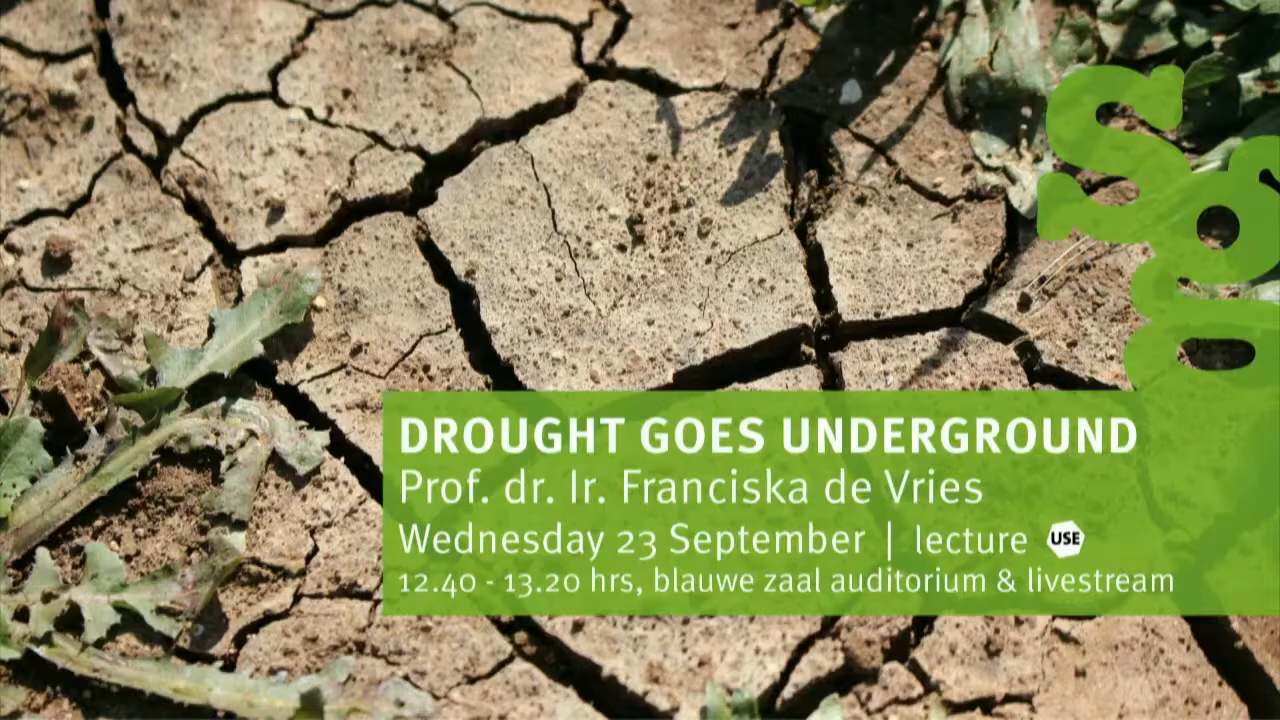 Sg
DROUGHT GOES UNDERGROUND
Prof. dr. Ir. Franciska de Vries
Wednesday 23 September | lecture USE
12.40 - 13.20 hrs, blauwe zaal auditorium & livestream